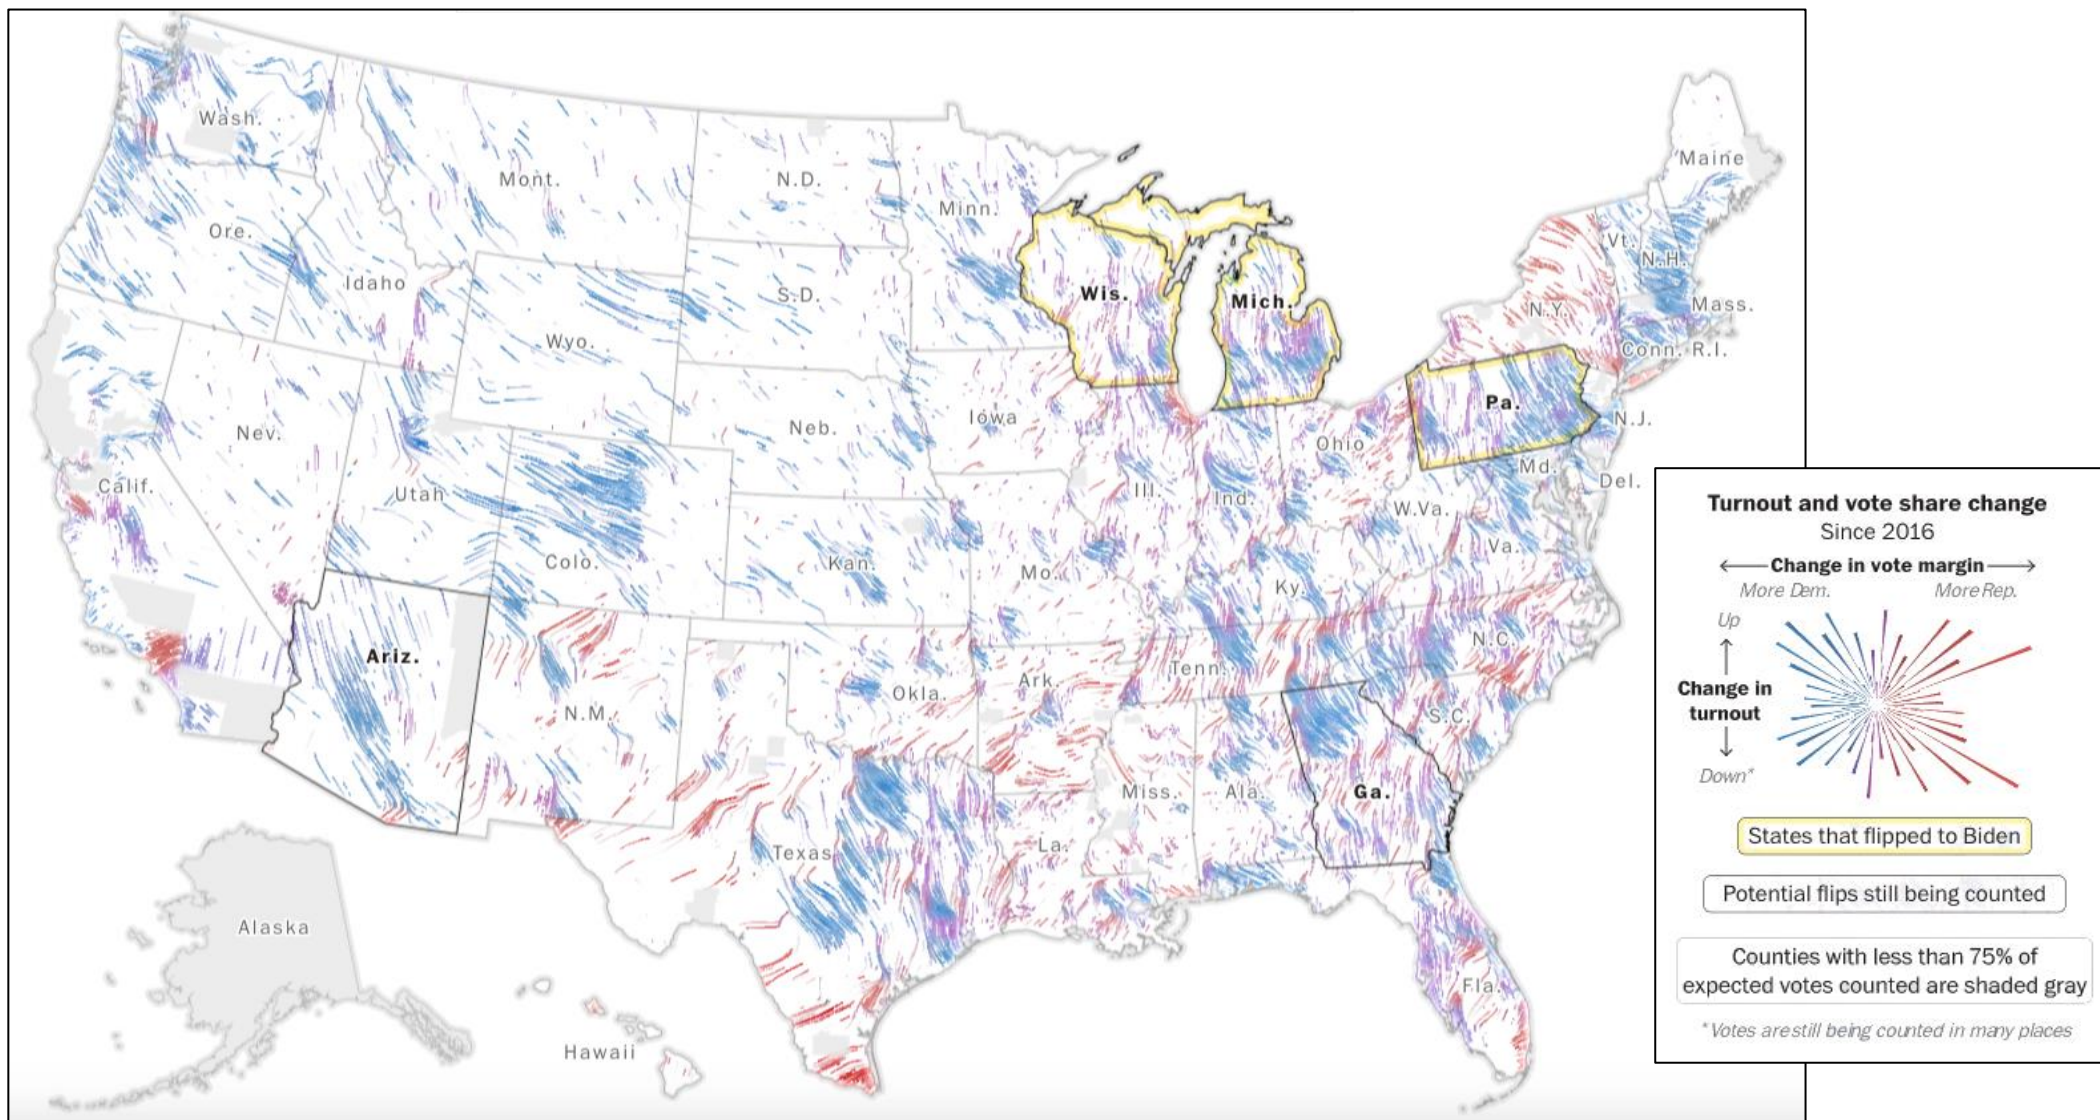 Wash.
Mont.
N.D.
Minn.
Maine
Ore.
Idaho
S.D.
Wis.
Mich.
Vt.
N.H.
N.Y.
Mass.
Wyo.
Conn. R.I.
Nev.
Neb.
Iowa
Ohio
Pa.
N.J.
Calif.
Utah
Ill.
Ind.
W.Va.
Md.
Del.
Colo.
Kan.
Mo.
Ky.
Va.
Ariz.
N.M.
Okla.
Ark.
Tenn.
N.C.
S.C.
Texas
La.
Miss.
Ala.
Ga.
Fla.
Alaska
Hawaii
Turnout and vote share change
Since 2016
Change in vote margin
More Dem.
More Rep.
Up
Change in
turnout
Down*
States that flipped to Biden
Potential flips still being counted
Counties with less than 75% of
expected votes counted are shaded gray
*Votes are still being counted in many places